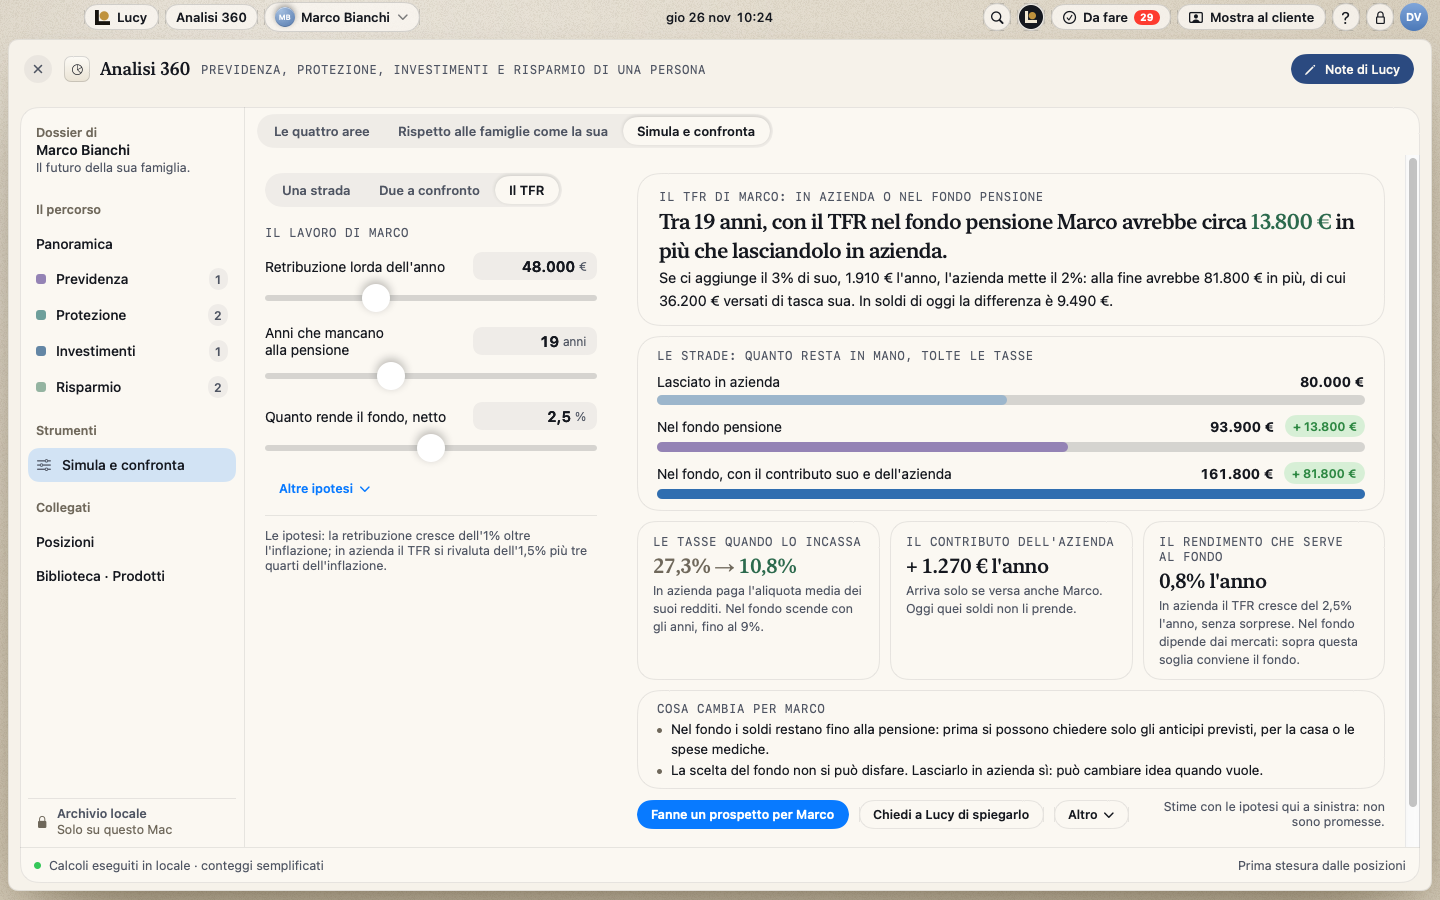 Lucy
Analisi 360
MB Marco Bianchi
gio 26 nov 10:24
Da fare 29
Mostra al cliente
?
DV
Analisi 360 PREVIDENZA, PROTEZIONE, INVESTIMENTI E RISPARMIO DI UNA PERSONA
Note di Lucy
Dossier di
Marco Bianchi
Il futuro della sua famiglia.
Il percorso
Panoramica
Previdenza 1
Protezione 2
Investimenti 1
Risparmio 2
Strumenti
Simula e confronta
Collegati
Posizioni
Biblioteca · Prodotti
Archivio locale
Solo su questo Mac
Le quattro aree
Rispetto alle famiglie come la sua
Simula e confronta
Una strada
Due a confronto
Il TFR
IL LAVORO DI MARCO
Retribuzione lorda dell'anno 48.000 €
Anni che mancano
alla pensione
19 anni
Quanto rende il fondo, netto 2,5 %
Altre ipotesi
Le ipotesi: la retribuzione cresce dell'1% oltre
l'inflazione; in azienda il TFR si rivaluta dell'1,5% più tre
quarti dell'inflazione.
IL TFR DI MARCO: IN AZIENDA O NEL FONDO PENSIONE
Tra 19 anni, con il TFR nel fondo pensione Marco avrebbe circa 13.800 € in
più che lasciandolo in azienda.
Se ci aggiunge il 3% di suo, 1.910 € l'anno, l'azienda mette il 2%: alla fine avrebbe 81.800 € in più, di cui
36.200 € versati di tasca sua. In soldi di oggi la differenza è 9.490 €.
LE STRADE: QUANTO RESTA IN MANO, TOLTE LE TASSE
Lasciato in azienda 80.000 €
Nel fondo pensione 93.900 € + 13.800 €
Nel fondo, con il contributo suo e dell'azienda 161.800 € + 81.800 €
LE TASSE QUANDO LO INCASSA
27,3% → 10,8%
In azienda paga l'aliquota media dei
suoi redditi. Nel fondo scende con
gli anni, fino al 9%.
IL CONTRIBUTO DELL'AZIENDA
+ 1.270 € l'anno
Arriva solo se versa anche Marco.
Oggi quei soldi non li prende.
IL RENDIMENTO CHE SERVE
AL FONDO
0,8% l'anno
In azienda il TFR cresce del 2,5%
l'anno, senza sorprese. Nel fondo
dipende dai mercati: sopra questa
soglia conviene il fondo.
COSA CAMBIA PER MARCO
• Nel fondo i soldi restano fino alla pensione: prima si possono chiedere solo gli anticipi previsti, per la casa o le
spese mediche.
• La scelta del fondo non si può disfare. Lasciarlo in azienda sì: può cambiare idea quando vuole.
Fanne un prospetto per Marco
Chiedi a Lucy di spiegarlo
Altro
Stime con le ipotesi qui a sinistra: non
sono promesse.
Calcoli eseguiti in locale · conteggi semplificati
Prima stesura dalle posizioni